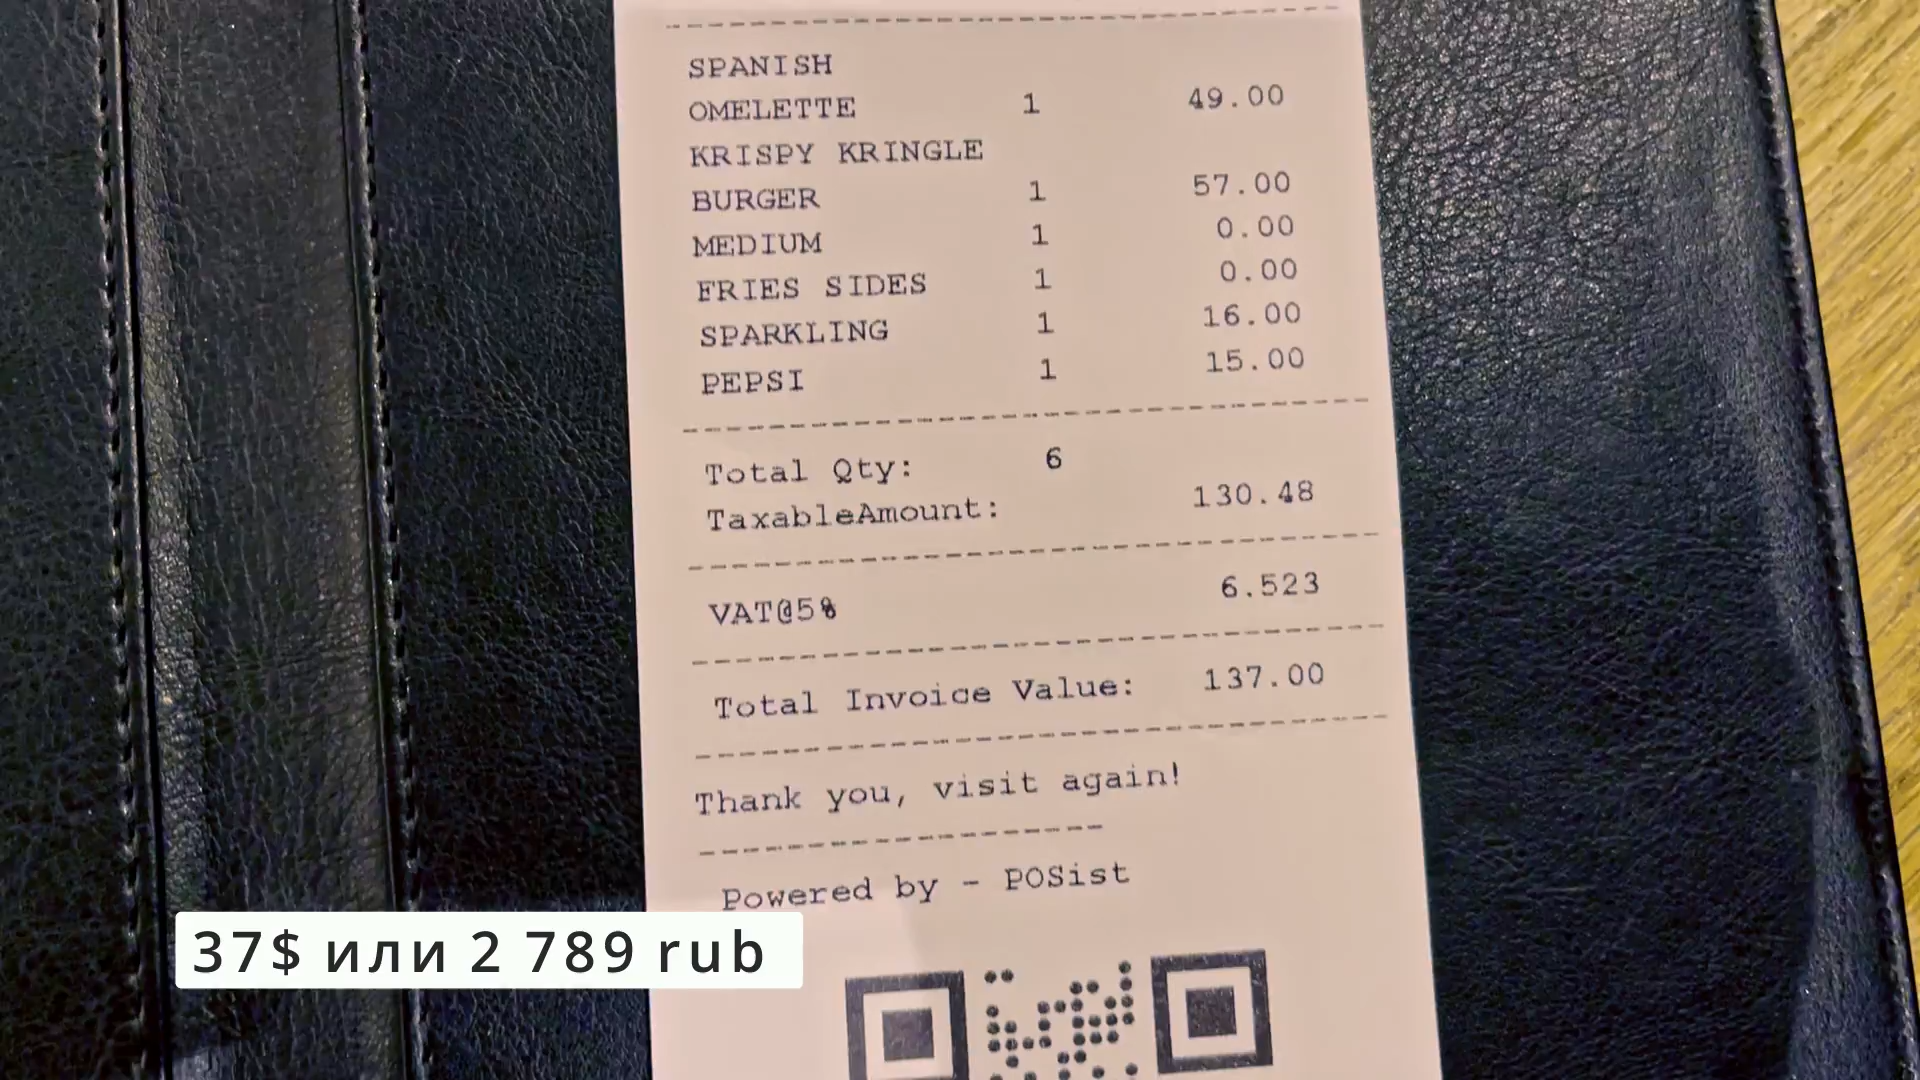 SPANISH
OMELETTE 1 49.00
KRISPY KRINGLE
BURGER 1 57.00
MEDIUM 1 0.00
FRIES SIDES 1 0.00
SPARKLING 1 16.00
PEPSI 1 15.00
Total Qty: 6
TaxableAmount: 130.48
VAT@5% 6.523
Total Invoice Value: 137.00
Thank you, visit again!
Powered by - POSist
37$ или 2 789 rub